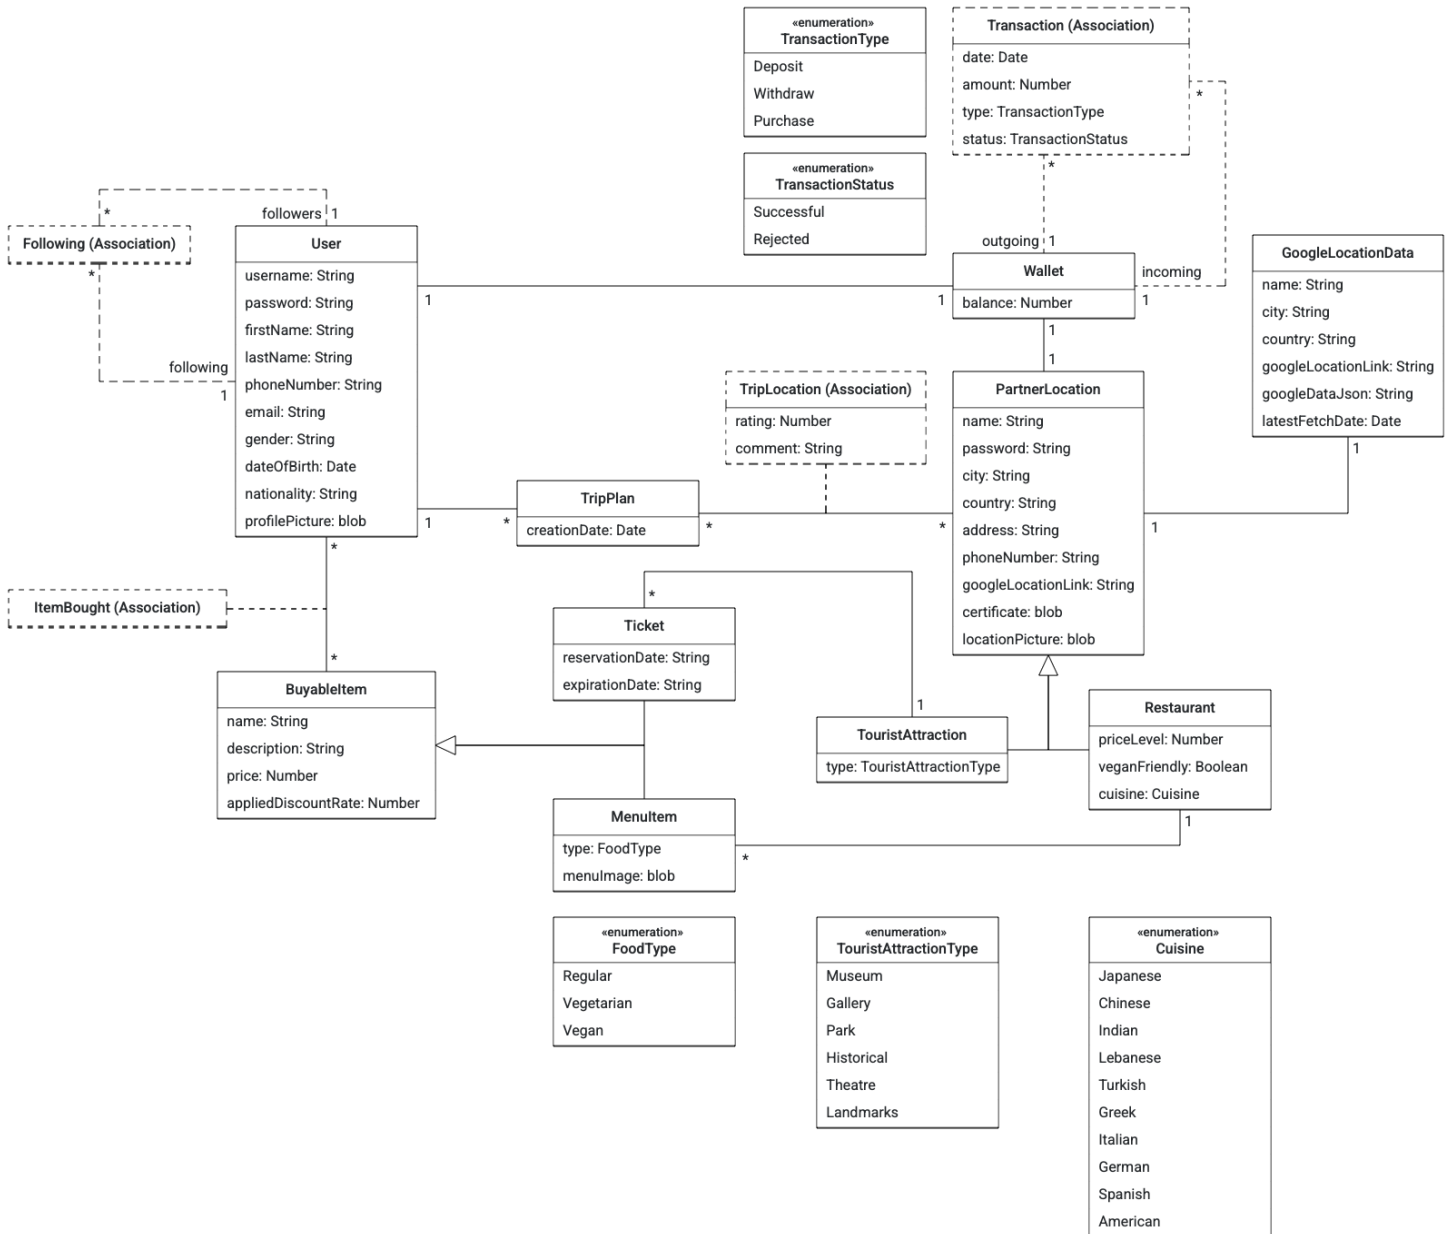 «enumeration»
TransactionType
Deposit
Withdraw
Purchase
Transaction (Association)
date: Date
amount: Number
type: TransactionType
status: TransactionStatus
*
*
«enumeration»
TransactionStatus
Successful
Rejected
outgoing 1
incoming
1
Wallet
balance: Number
1
1
1
1
followers 1
*
Following (Association)
*
following
1
User
username: String
password: String
firstName: String
lastName: String
phoneNumber: String
email: String
gender: String
dateOfBirth: Date
nationality: String
profilePicture: blob
1
*
*
GoogleLocationData
name: String
city: String
country: String
googleLocationLink: String
googleDataJson: String
latestFetchDate: Date
1
1
TripLocation (Association)
rating: Number
comment: String
TripPlan
creationDate: Date
*
*
PartnerLocation
name: String
password: String
city: String
country: String
address: String
phoneNumber: String
googleLocationLink: String
certificate: blob
locationPicture: blob
ItemBought (Association)
*
BuyableItem
name: String
description: String
price: Number
appliedDiscountRate: Number
*
Ticket
reservationDate: String
expirationDate: String
1
TouristAttraction
type: TouristAttractionType
Restaurant
priceLevel: Number
veganFriendly: Boolean
cuisine: Cuisine
1
MenuItem
type: FoodType
menuImage: blob
*
«enumeration»
FoodType
Regular
Vegetarian
Vegan
«enumeration»
TouristAttractionType
Museum
Gallery
Park
Historical
Theatre
Landmarks
«enumeration»
Cuisine
Japanese
Chinese
Indian
Lebanese
Turkish
Greek
Italian
German
Spanish
American